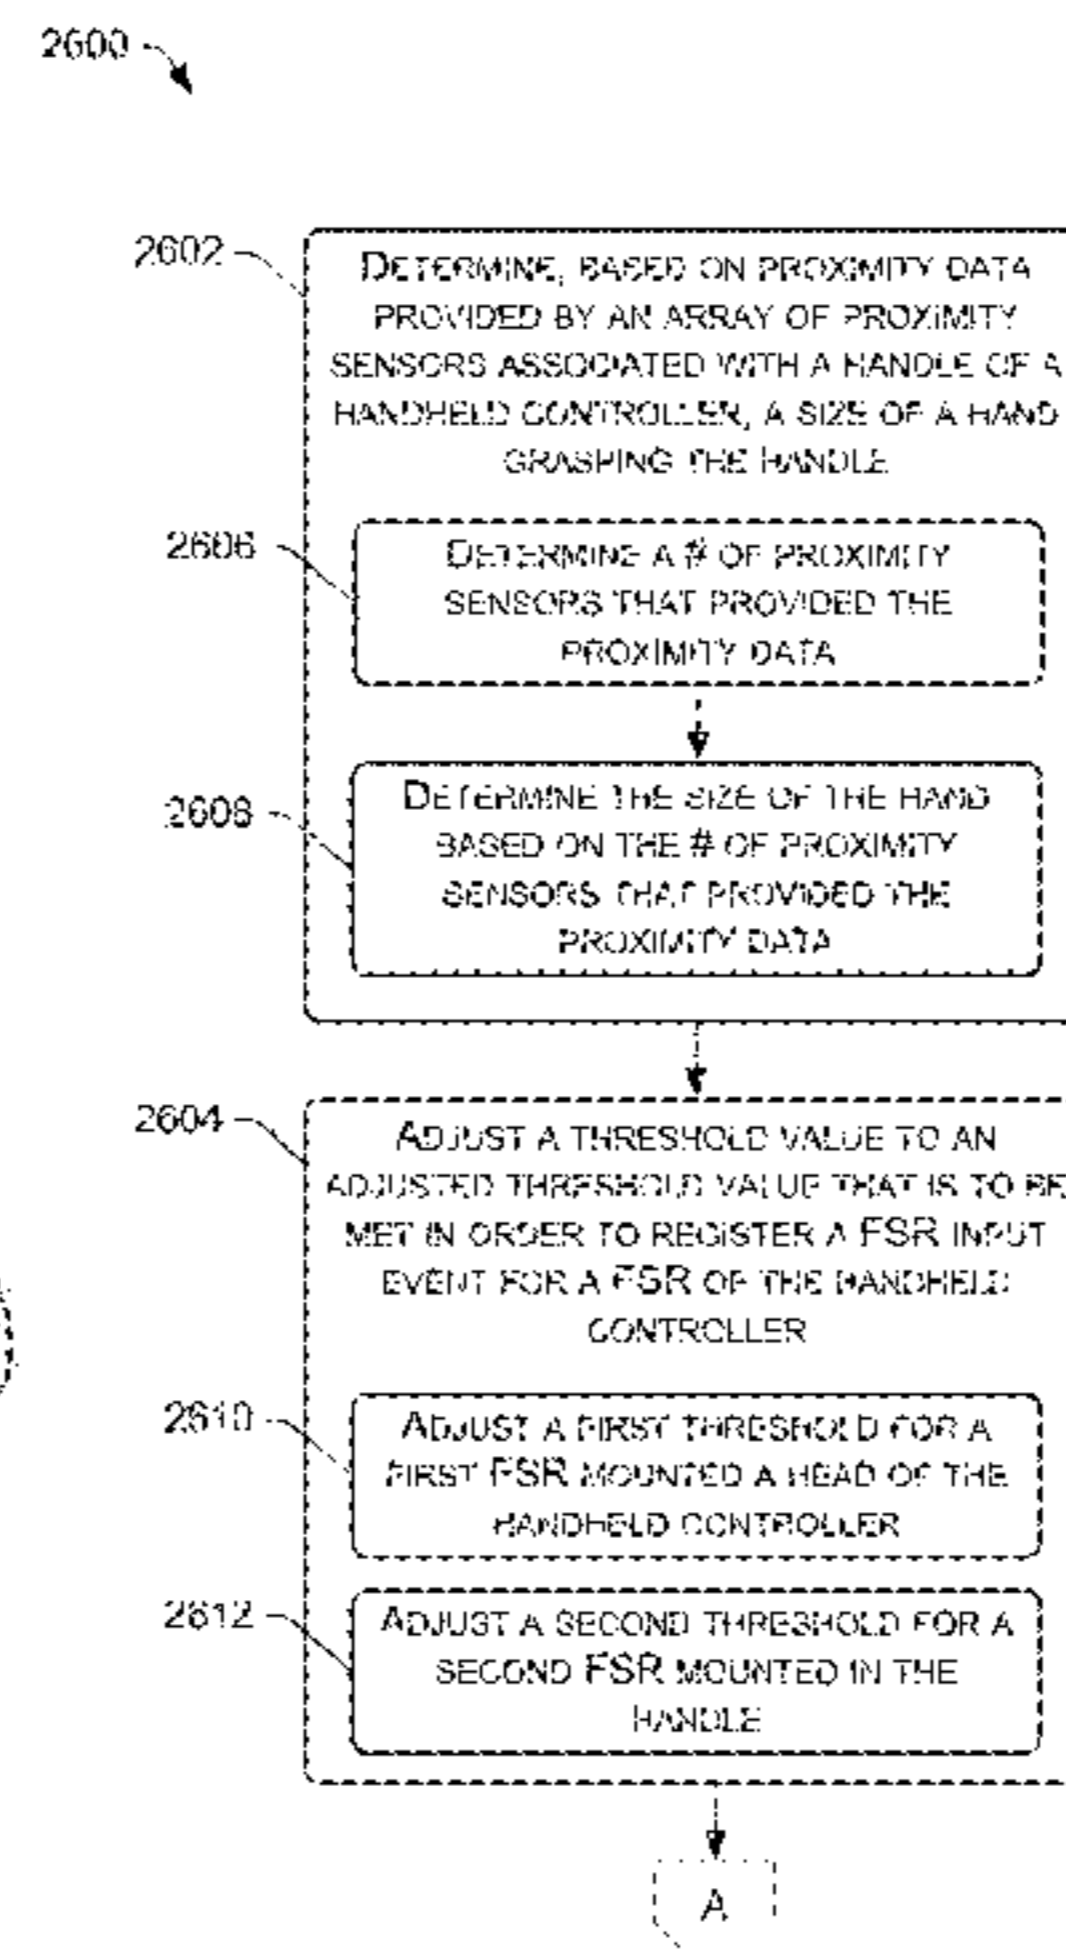 2600
2602
DETERMINE, BASED ON PROXIMITY DATA
PROVIDED BY AN ARRAY OF PROXIMITY
SENSORS ASSOCIATED WITH A HANDLE OF A
HANDHELD CONTROLLER, A SIZE OF A HAND
GRASPING THE HANDLE
2606
DETERMINE A # OF PROXIMITY
SENSORS THAT PROVIDED THE
PROXIMITY DATA
2608
DETERMINE THE SIZE OF THE HAND
BASED ON THE # OF PROXIMITY
SENSORS THAT PROVIDED THE
PROXIMITY DATA
2604
ADJUST A THRESHOLD VALUE TO AN
ADJUSTED THRESHOLD VALUE THAT IS TO BE
MET IN ORDER TO REGISTER A FSR INPUT
EVENT FOR A FSR OF THE HANDHELD
CONTROLLER
2610
ADJUST A FIRST THRESHOLD FOR A
FIRST FSR MOUNTED A HEAD OF THE
HANDHELD CONTROLLER
2612
ADJUST A SECOND THRESHOLD FOR A
SECOND FSR MOUNTED IN THE
HANDLE
A